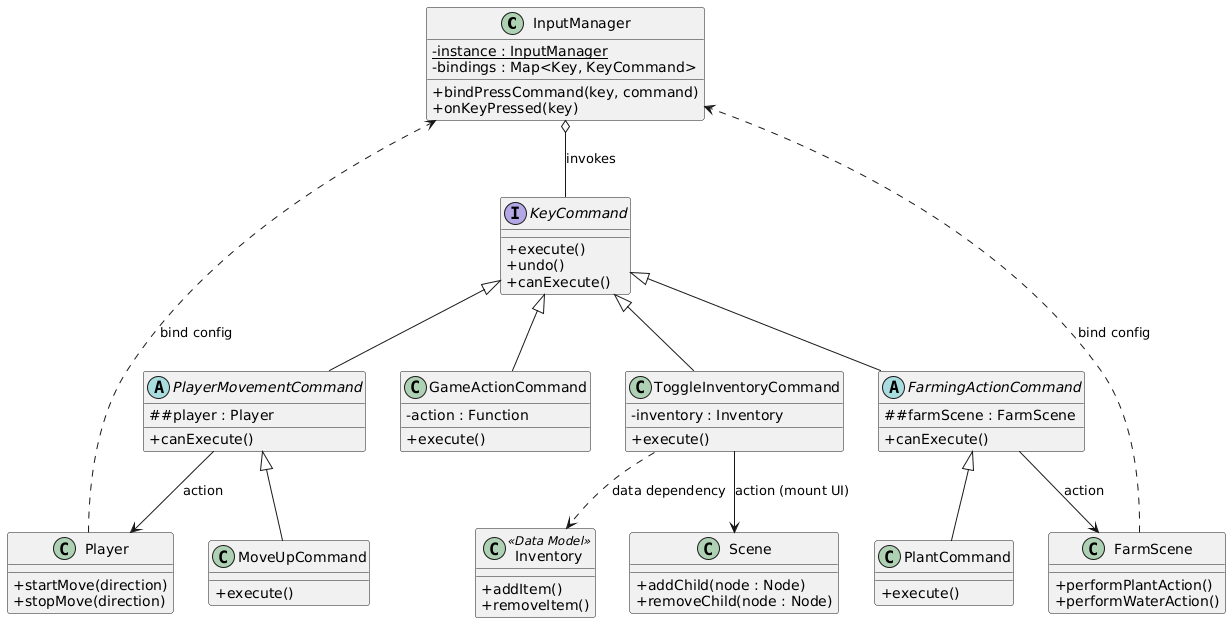 C InputManager
-instance : InputManager
-bindings : Map<Key, KeyCommand>
+bindPressCommand(key, command)
+onKeyPressed(key)
invokes
I KeyCommand
+execute()
+undo()
+canExecute()
bind config
bind config
A PlayerMovementCommand
##player : Player
+canExecute()
C GameActionCommand
-action : Function
+execute()
C ToggleInventoryCommand
-inventory : Inventory
+execute()
A FarmingActionCommand
##farmScene : FarmScene
+canExecute()
action
data dependency
action (mount UI)
action
C Player
+startMove(direction)
+stopMove(direction)
C MoveUpCommand
+execute()
C «Data Model»
Inventory
+addItem()
+removeItem()
C Scene
+addChild(node : Node)
+removeChild(node : Node)
C PlantCommand
+execute()
C FarmScene
+performPlantAction()
+performWaterAction()